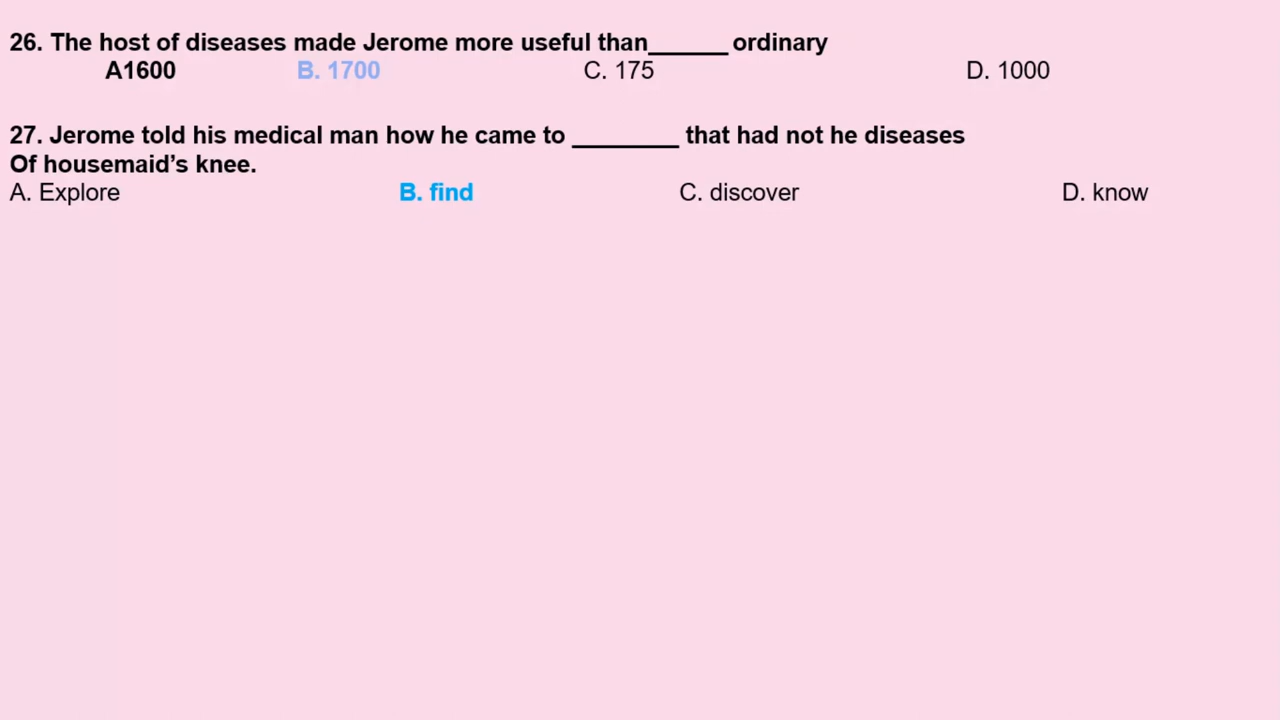 26. The host of diseases made Jerome more useful than______ ordinary
A1600 B. 1700 C. 175 D. 1000
27. Jerome told his medical man how he came to ________ that had not he diseases
Of housemaid’s knee.
A. Explore B. find C. discover D. know